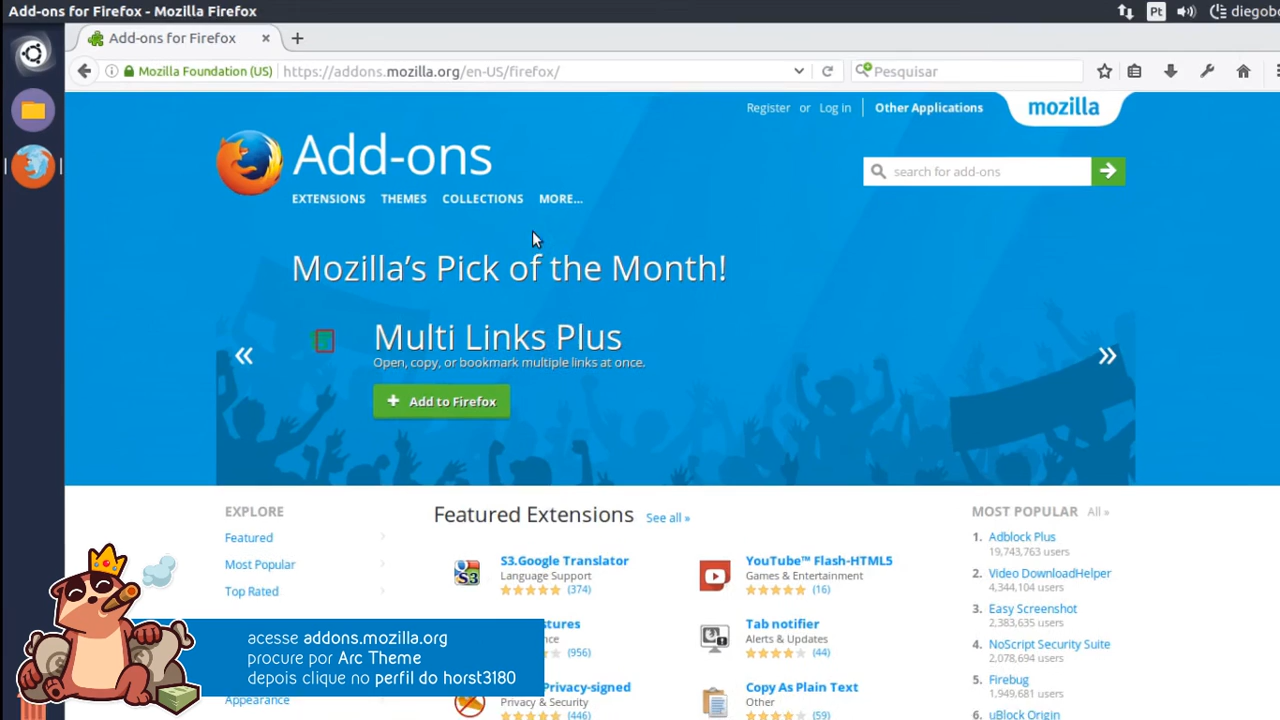 Add-ons for Firefox - Mozilla Firefox
Pt
Add-ons for Firefox
Mozilla Foundation (US)
https://addons.mozilla.org/en-US/firefox/
Pesquisar
Register or Log in
Other Applications
mozilla
Add-ons
search for add-ons
EXTENSIONS THEMES COLLECTIONS MORE...
Mozilla's Pick of the Month!
Multi Links Plus
Open, copy, or bookmark multiple links at once.
Add to Firefox
EXPLORE
Featured
Most Popular
Top Rated
Appearance
Featured Extensions See all »
S3.Google Translator
Language Support
(374)
YouTube™ Flash-HTML5
Games & Entertainment
(16)
(956)
Tab notifier
Alerts & Updates
(44)
Privacy-signed
Privacy & Security
(446)
Copy As Plain Text
Other
(59)
MOST POPULAR All »
1. Adblock Plus
19,743,763 users
2. Video DownloadHelper
4,344,104 users
3. Easy Screenshot
2,383,635 users
4. NoScript Security Suite
2,078,694 users
5. Firebug
1,949,681 users
6. uBlock Origin
acesse addons.mozilla.org
procure por Arc Theme
depois clique no perfil do horst3180